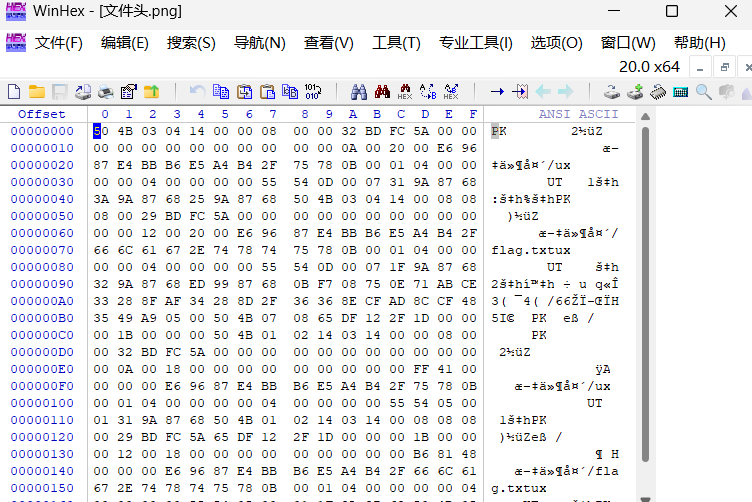 WinHex - [文件头.png]
文件(F) 编辑(E) 搜索(S) 导航(N) 查看(V) 工具(T) 专业工具(I) 选项(O) 窗口(W) 帮助(H)
20.0 x64
Offset 0 1 2 3 4 5 6 7 8 9 A B C D E F ANSI ASCII
00000000 50 4B 03 04 14 00 00 08 00 00 32 BD FC 5A 00 00 PK 2½üZ
00000010 00 00 00 00 00 00 00 00 00 00 0A 00 20 00 E6 96 æ–
00000020 87 E4 BB B6 E5 A4 B4 2F 75 78 0B 00 01 04 00 00 ‡ä»¶å¤´/ux
00000030 00 00 04 00 00 00 00 55 54 0D 00 07 31 9A 87 68 UT 1š‡h
00000040 3A 9A 87 68 25 9A 87 68 50 4B 03 04 14 00 08 08 :š‡h%š‡hPK
00000050 08 00 29 BD FC 5A 00 00 00 00 00 00 00 00 00 00 )½üZ
00000060 00 00 12 00 20 00 E6 96 87 E4 BB B6 E5 A4 B4 2F æ–‡ä»¶å¤´/
00000070 66 6C 61 67 2E 74 78 74 75 78 0B 00 01 04 00 00 flag.txtux
00000080 00 00 04 00 00 00 00 55 54 0D 00 07 1F 9A 87 68 UT š‡h
00000090 32 9A 87 68 ED 99 87 68 0B F7 08 75 0E 71 AB CE 2š‡hí™‡h ÷ u q«Î
000000A0 33 28 8F AF 34 28 8D 2F 36 36 8E CF AD 8C CF 48 3( ¯4( /66ŽÏ-ŒÏH
000000B0 35 49 A9 05 00 50 4B 07 08 65 DF 12 2F 1D 00 00 5I© PK eß /
000000C0 00 1B 00 00 00 50 4B 01 02 14 03 14 00 00 08 00 PK
000000D0 00 32 BD FC 5A 00 00 00 00 00 00 00 00 00 00 00 2½üZ
000000E0 00 0A 00 18 00 00 00 00 00 00 00 00 00 FF 41 00 ÿA
000000F0 00 00 00 E6 96 87 E4 BB B6 E5 A4 B4 2F 75 78 0B æ–‡ä»¶å¤´/ux
00000100 00 01 04 00 00 00 00 04 00 00 00 00 55 54 05 00 UT
00000110 01 31 9A 87 68 50 4B 01 02 14 03 14 00 08 08 08 1š‡hPK
00000120 00 29 BD FC 5A 65 DF 12 2F 1D 00 00 00 1B 00 00 )½üZeß /
00000130 00 12 00 18 00 00 00 00 00 00 00 00 00 B6 81 48 ¶ H
00000140 00 00 00 E6 96 87 E4 BB B6 E5 A4 B4 2F 66 6C 61 æ–‡ä»¶å¤´/fla
00000150 67 2E 74 78 74 75 78 0B 00 01 04 00 00 00 00 04 g.txtux